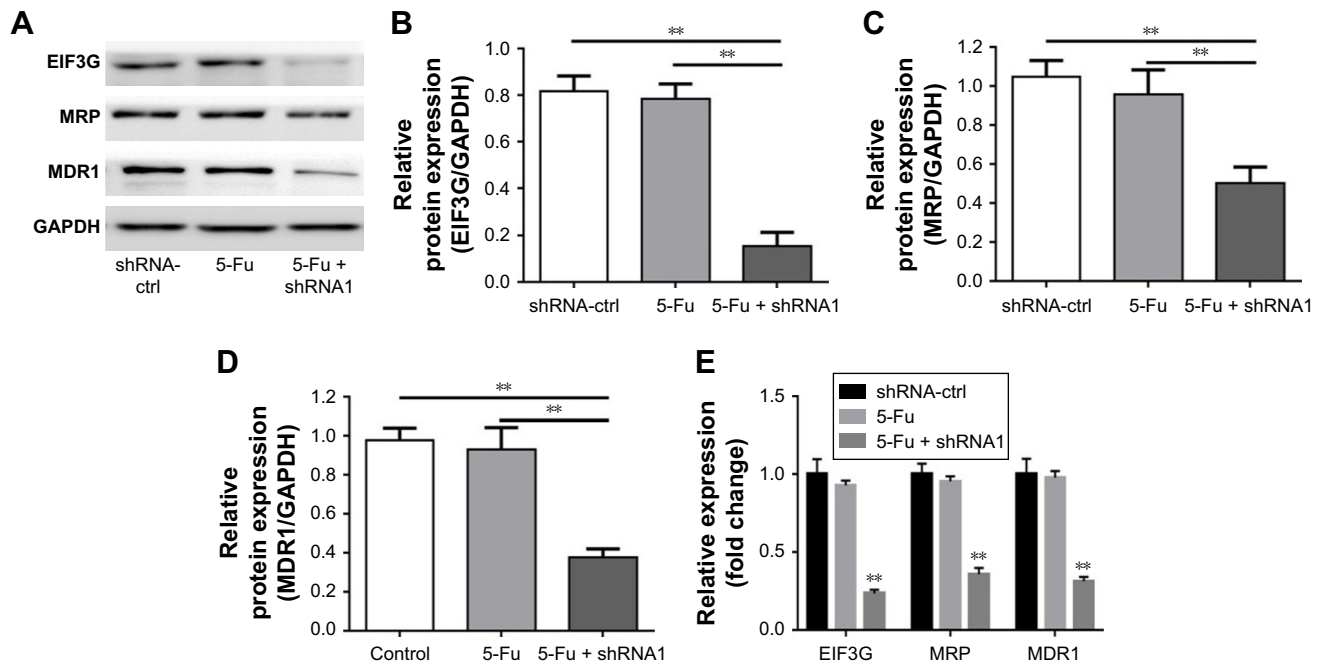 A
EIF3G
MRP
MDR1
GAPDH
shRNA-
ctrl
5-Fu
5-Fu +
shRNA1
B
Relative
protein expression
(EIF3G/GAPDH)
1.0
0.8
0.6
0.4
0.2
0.0
**
**
shRNA-ctrl
5-Fu
5-Fu + shRNA1
C
Relative
protein expression
(MRP/GAPDH)
1.2
1.0
0.8
0.6
0.4
0.2
0.0
**
**
shRNA-ctrl
5-Fu
5-Fu + shRNA1
D
Relative
protein expression
(MDR1/GAPDH)
1.2
1.0
0.8
0.6
0.4
0.2
0.0
**
**
Control
5-Fu
5-Fu + shRNA1
E
Relative expression
(fold change)
1.5
1.0
0.5
0.0
shRNA-ctrl
5-Fu
5-Fu + shRNA1
**
**
**
EIF3G
MRP
MDR1